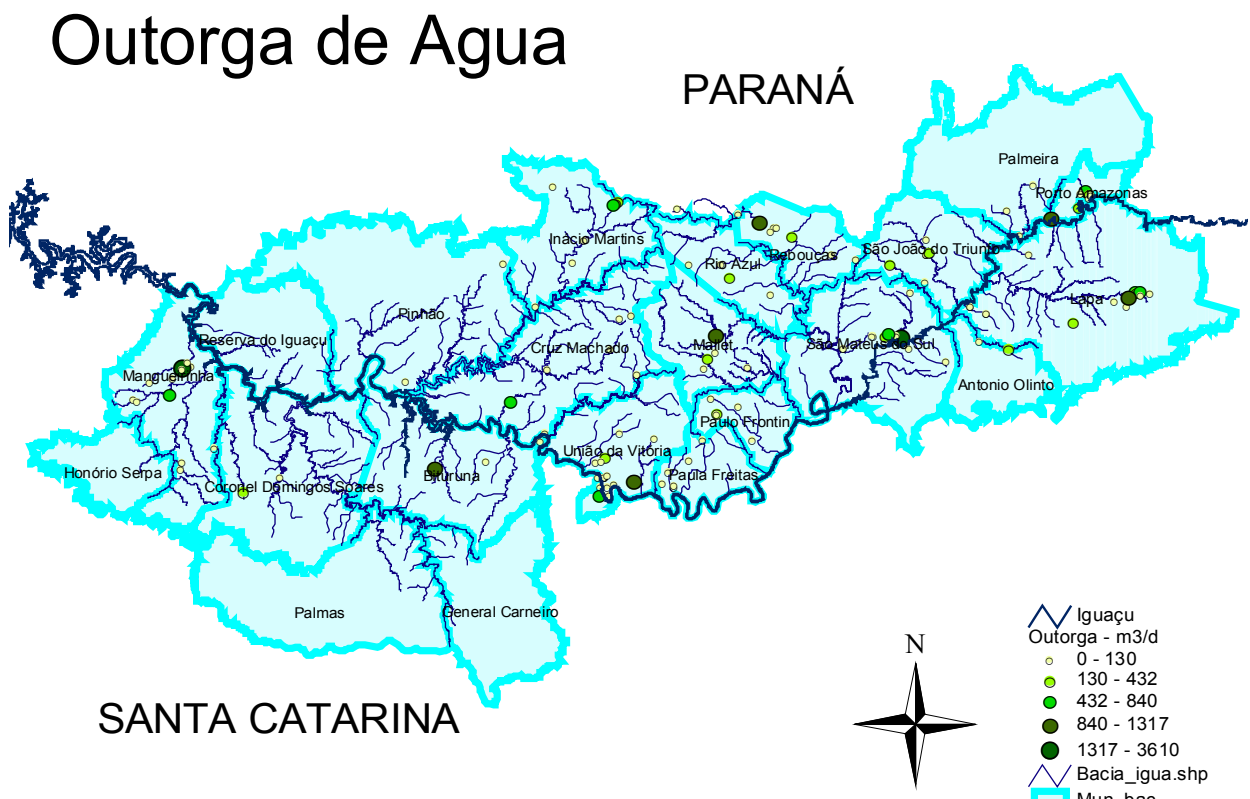 Outorga de Agua
PARANÁ
Palmeira
Porto Amazonas
Inácio Martins
São João do Triunfo
Rebouças
Rio Azul
Lapa
Pinhão
Reserva do Iguaçu
Cruz Machado
Mallet
São Mateus do Sul
Mangueirinha
Antonio Olinto
Paulo Frontin
União da Vitória
Honório Serpa
Coronel Domingos Soares
Bituruna
Paula Freitas
Palmas
General Carneiro
SANTA CATARINA
N
Iguaçu
Outorga - m3/d
0 - 130
130 - 432
432 - 840
840 - 1317
1317 - 3610
Bacia_igua.shp